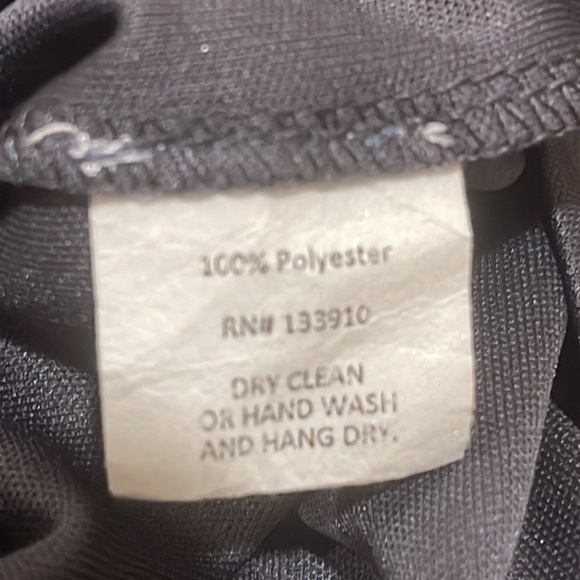 100% Polyester
RN# 133910
DRY CLEAN
OR HAND WASH
AND HANG DRY.